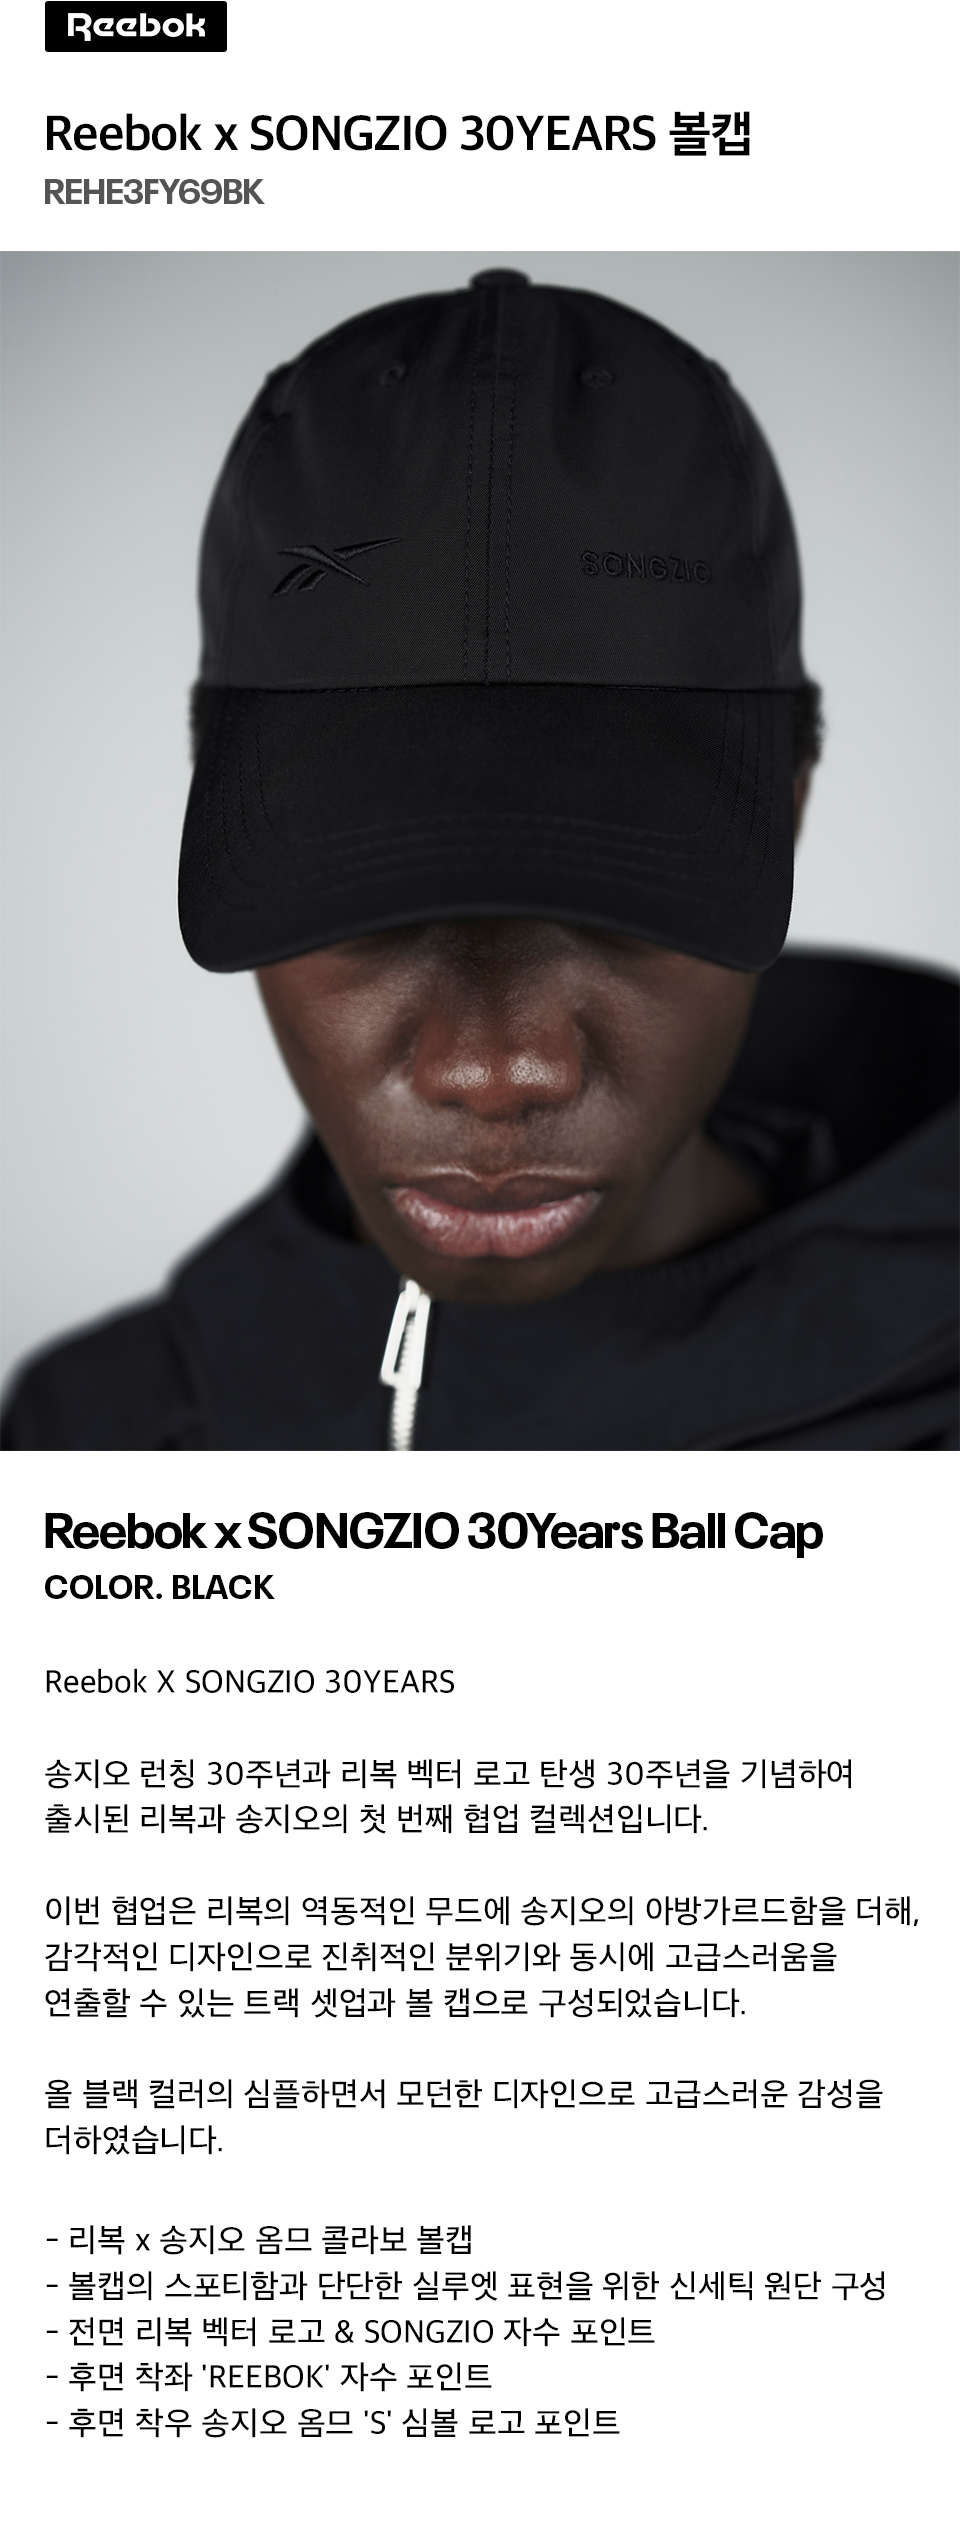 Reebok
Reebok x SONGZIO 30YEARS 볼캡
REHE3FY69BK
SONGZIO
Reebok x SONGZIO 30Years Ball Cap
COLOR. BLACK
Reebok X SONGZIO 30YEARS
송지오 런칭 30주년과 리복 벡터 로고 탄생 30주년을 기념하여
출시된 리복과 송지오의 첫 번째 협업 컬렉션입니다.
이번 협업은 리복의 역동적인 무드에 송지오의 아방가르드함을 더해,
감각적인 디자인으로 진취적인 분위기와 동시에 고급스러움을
연출할 수 있는 트랙 셋업과 볼 캡으로 구성되었습니다.
올 블랙 컬러의 심플하면서 모던한 디자인으로 고급스러운 감성을
더하였습니다.
- 리복 x 송지오 옴므 콜라보 볼캡
- 볼캡의 스포티함과 단단한 실루엣 표현을 위한 신세틱 원단 구성
- 전면 리복 벡터 로고 & SONGZIO 자수 포인트
- 후면 착좌 'REEBOK' 자수 포인트
- 후면 착우 송지오 옴므 'S' 심볼 로고 포인트